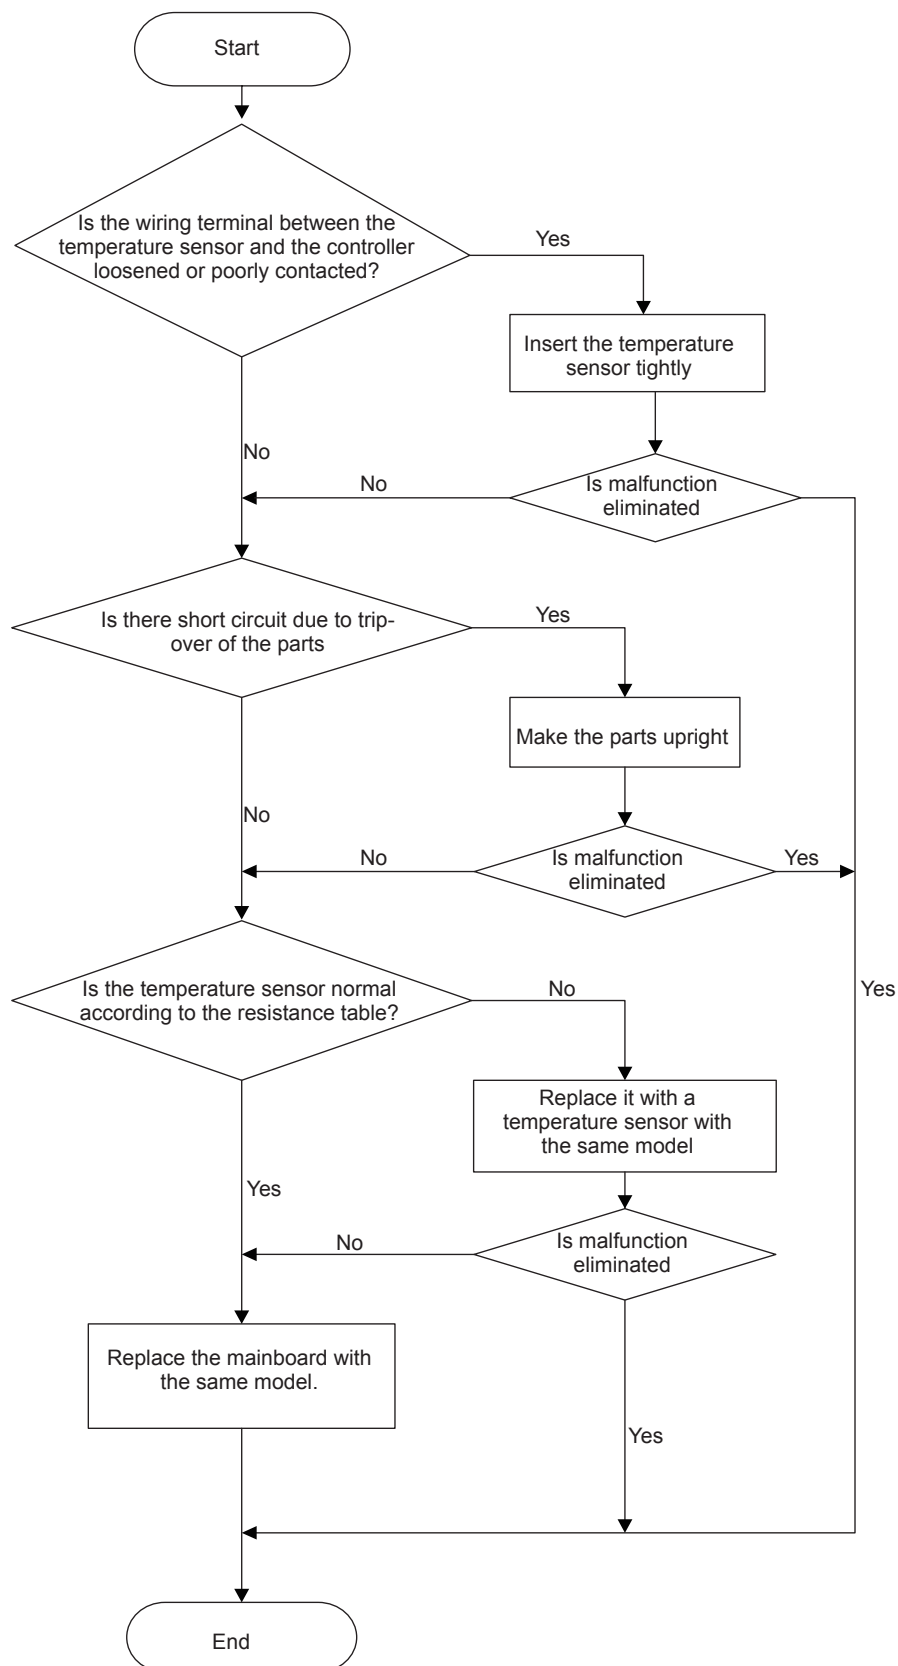 Start
Is the wiring terminal between the
temperature sensor and the controller
loosened or poorly contacted?
Yes
Insert the temperature
sensor tightly
No
No
Is malfunction
eliminated
Is there short circuit due to trip-
over of the parts
Yes
Make the parts upright
No
No
Is malfunction
eliminated
Yes
Is the temperature sensor normal
according to the resistance table?
No
Yes
Replace it with a
temperature sensor with
the same model
Yes
No
Is malfunction
eliminated
Replace the mainboard with
the same model.
Yes
End